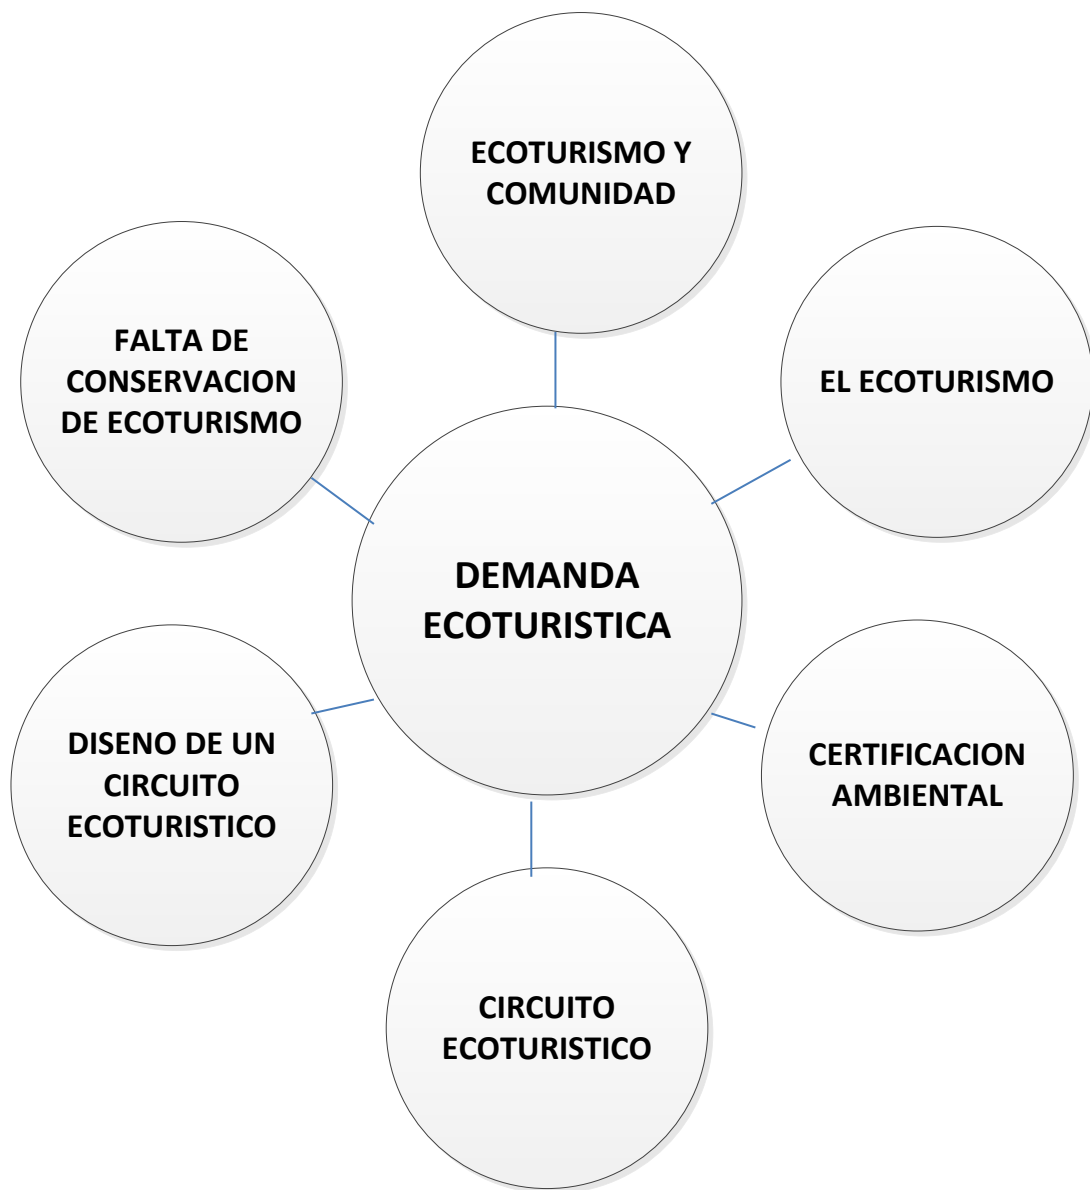 ECOTURISMO Y
COMUNIDAD
FALTA DE
CONSERVACION
DE ECOTURISMO
EL ECOTURISMO
DEMANDA
ECOTURISTICA
DISENO DE UN
CIRCUITO
ECOTURISTICO
CERTIFICACION
AMBIENTAL
CIRCUITO
ECOTURISTICO